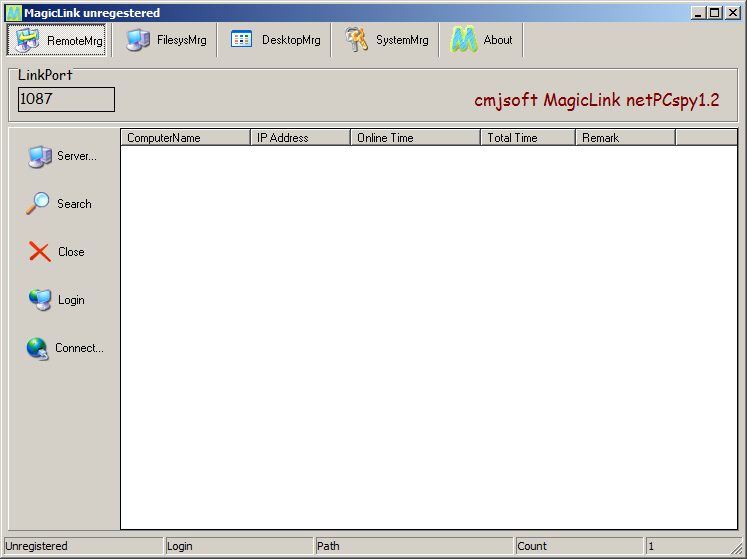 MagicLink unregestered
RemoteMrg FilesysMrg DesktopMrg SystemMrg About
LinkPort
1087
cmjsoft MagicLink netPCspy1.2
ComputerName IP Address Online Time Total Time Remark
Server...
Search
Close
Login
Connect...
Unregistered Login Path Count 1